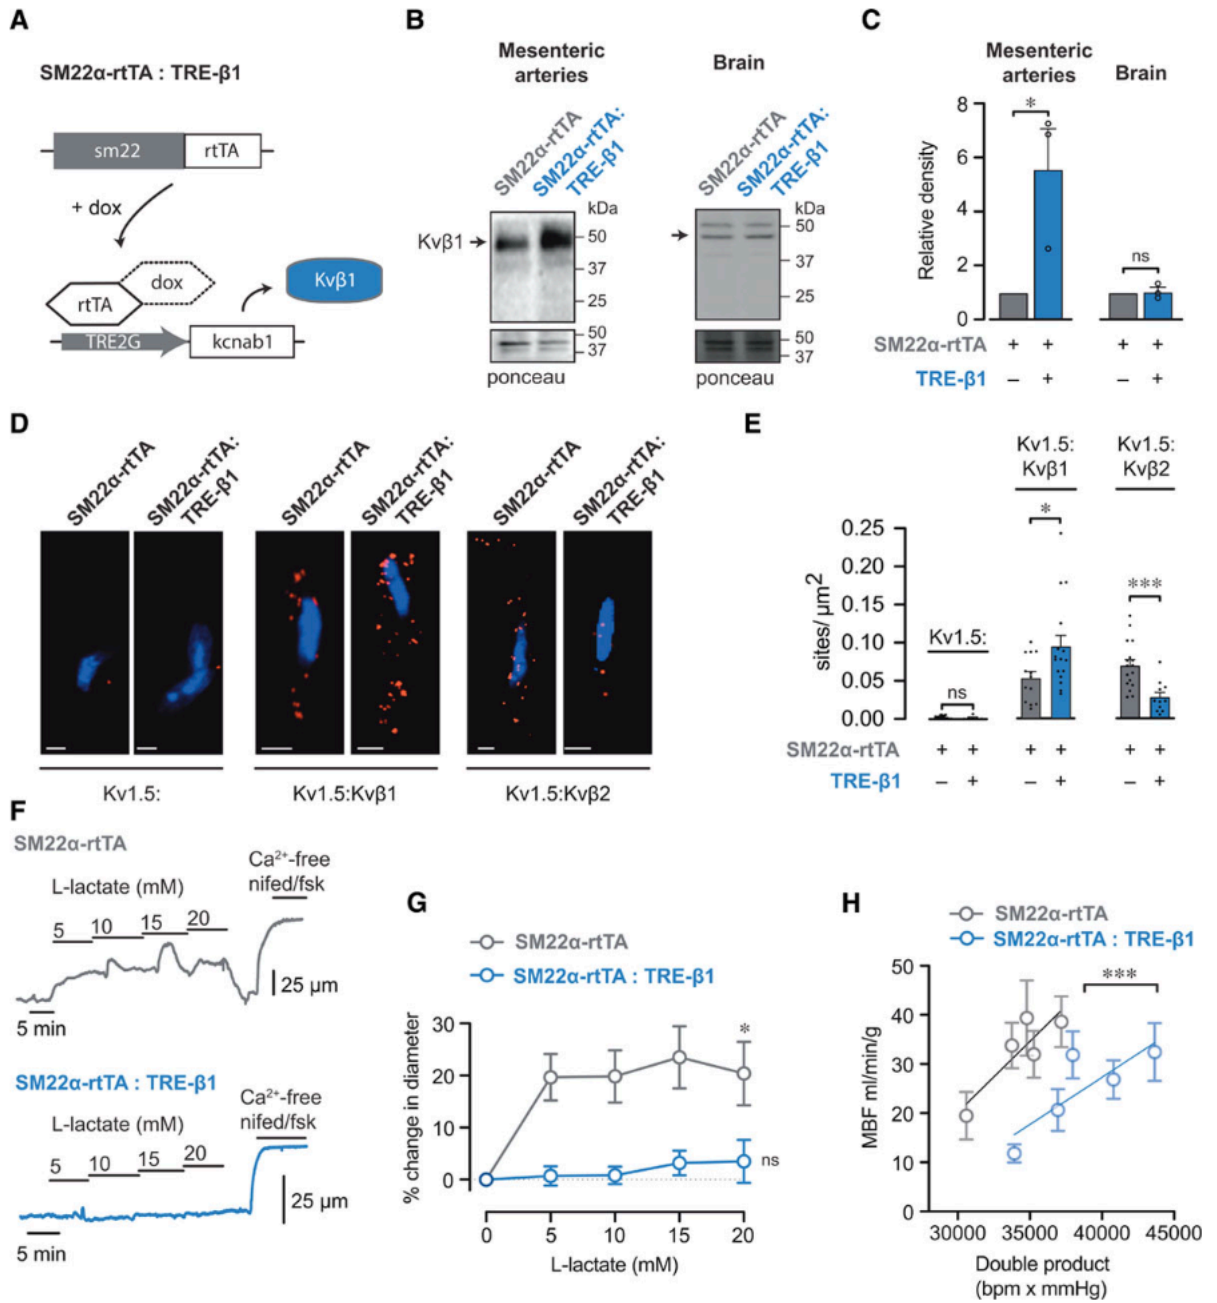 A
SM22α-rtTA : TRE-β1
sm22
rtTA
+ dox
dox
rtTA
Kvβ1
TRE2G
kcnab1
B
Mesenteric
arteries
Brain
SM22α-rtTA
SM22α-rtTA:
TRE-β1
SM22α-rtTA
SM22α-rtTA:
TRE-β1
kDa
kDa
Kvβ1
50
37
25
50
37
25
50
37
50
37
ponceau
ponceau
C
Mesenteric
arteries
Brain
Relative density
8
6
4
2
0
*
ns
SM22α-rtTA + + + +
TRE-β1 – + – +
D
SM22α-rtTA
SM22α-rtTA:
TRE-β1
SM22α-rtTA
SM22α-rtTA:
TRE-β1
SM22α-rtTA
SM22α-rtTA:
TRE-β1
Kv1.5:
Kv1.5:Kvβ1
Kv1.5:Kvβ2
E
Kv1.5:
Kvβ1
Kv1.5:
Kvβ2
sites/μm²
0.25
0.20
0.15
0.10
0.05
0.00
Kv1.5:
ns
*
***
SM22α-rtTA + + + + + +
TRE-β1 – + – + – +
F
SM22α-rtTA
L-lactate (mM)
Ca²⁺-free
nifed/fsk
5
10
15
20
25 μm
5 min
SM22α-rtTA : TRE-β1
L-lactate (mM)
Ca²⁺-free
nifed/fsk
5
10
15
20
25 μm
5 min
G
SM22α-rtTA
SM22α-rtTA : TRE-β1
% change in diameter
30
20
10
0
*
ns
0 5 10 15 20
L-lactate (mM)
H
SM22α-rtTA
SM22α-rtTA : TRE-β1
MBF ml/min/g
50
40
30
20
10
0
***
30000 35000 40000 45000
Double product
(bpm x mmHg)